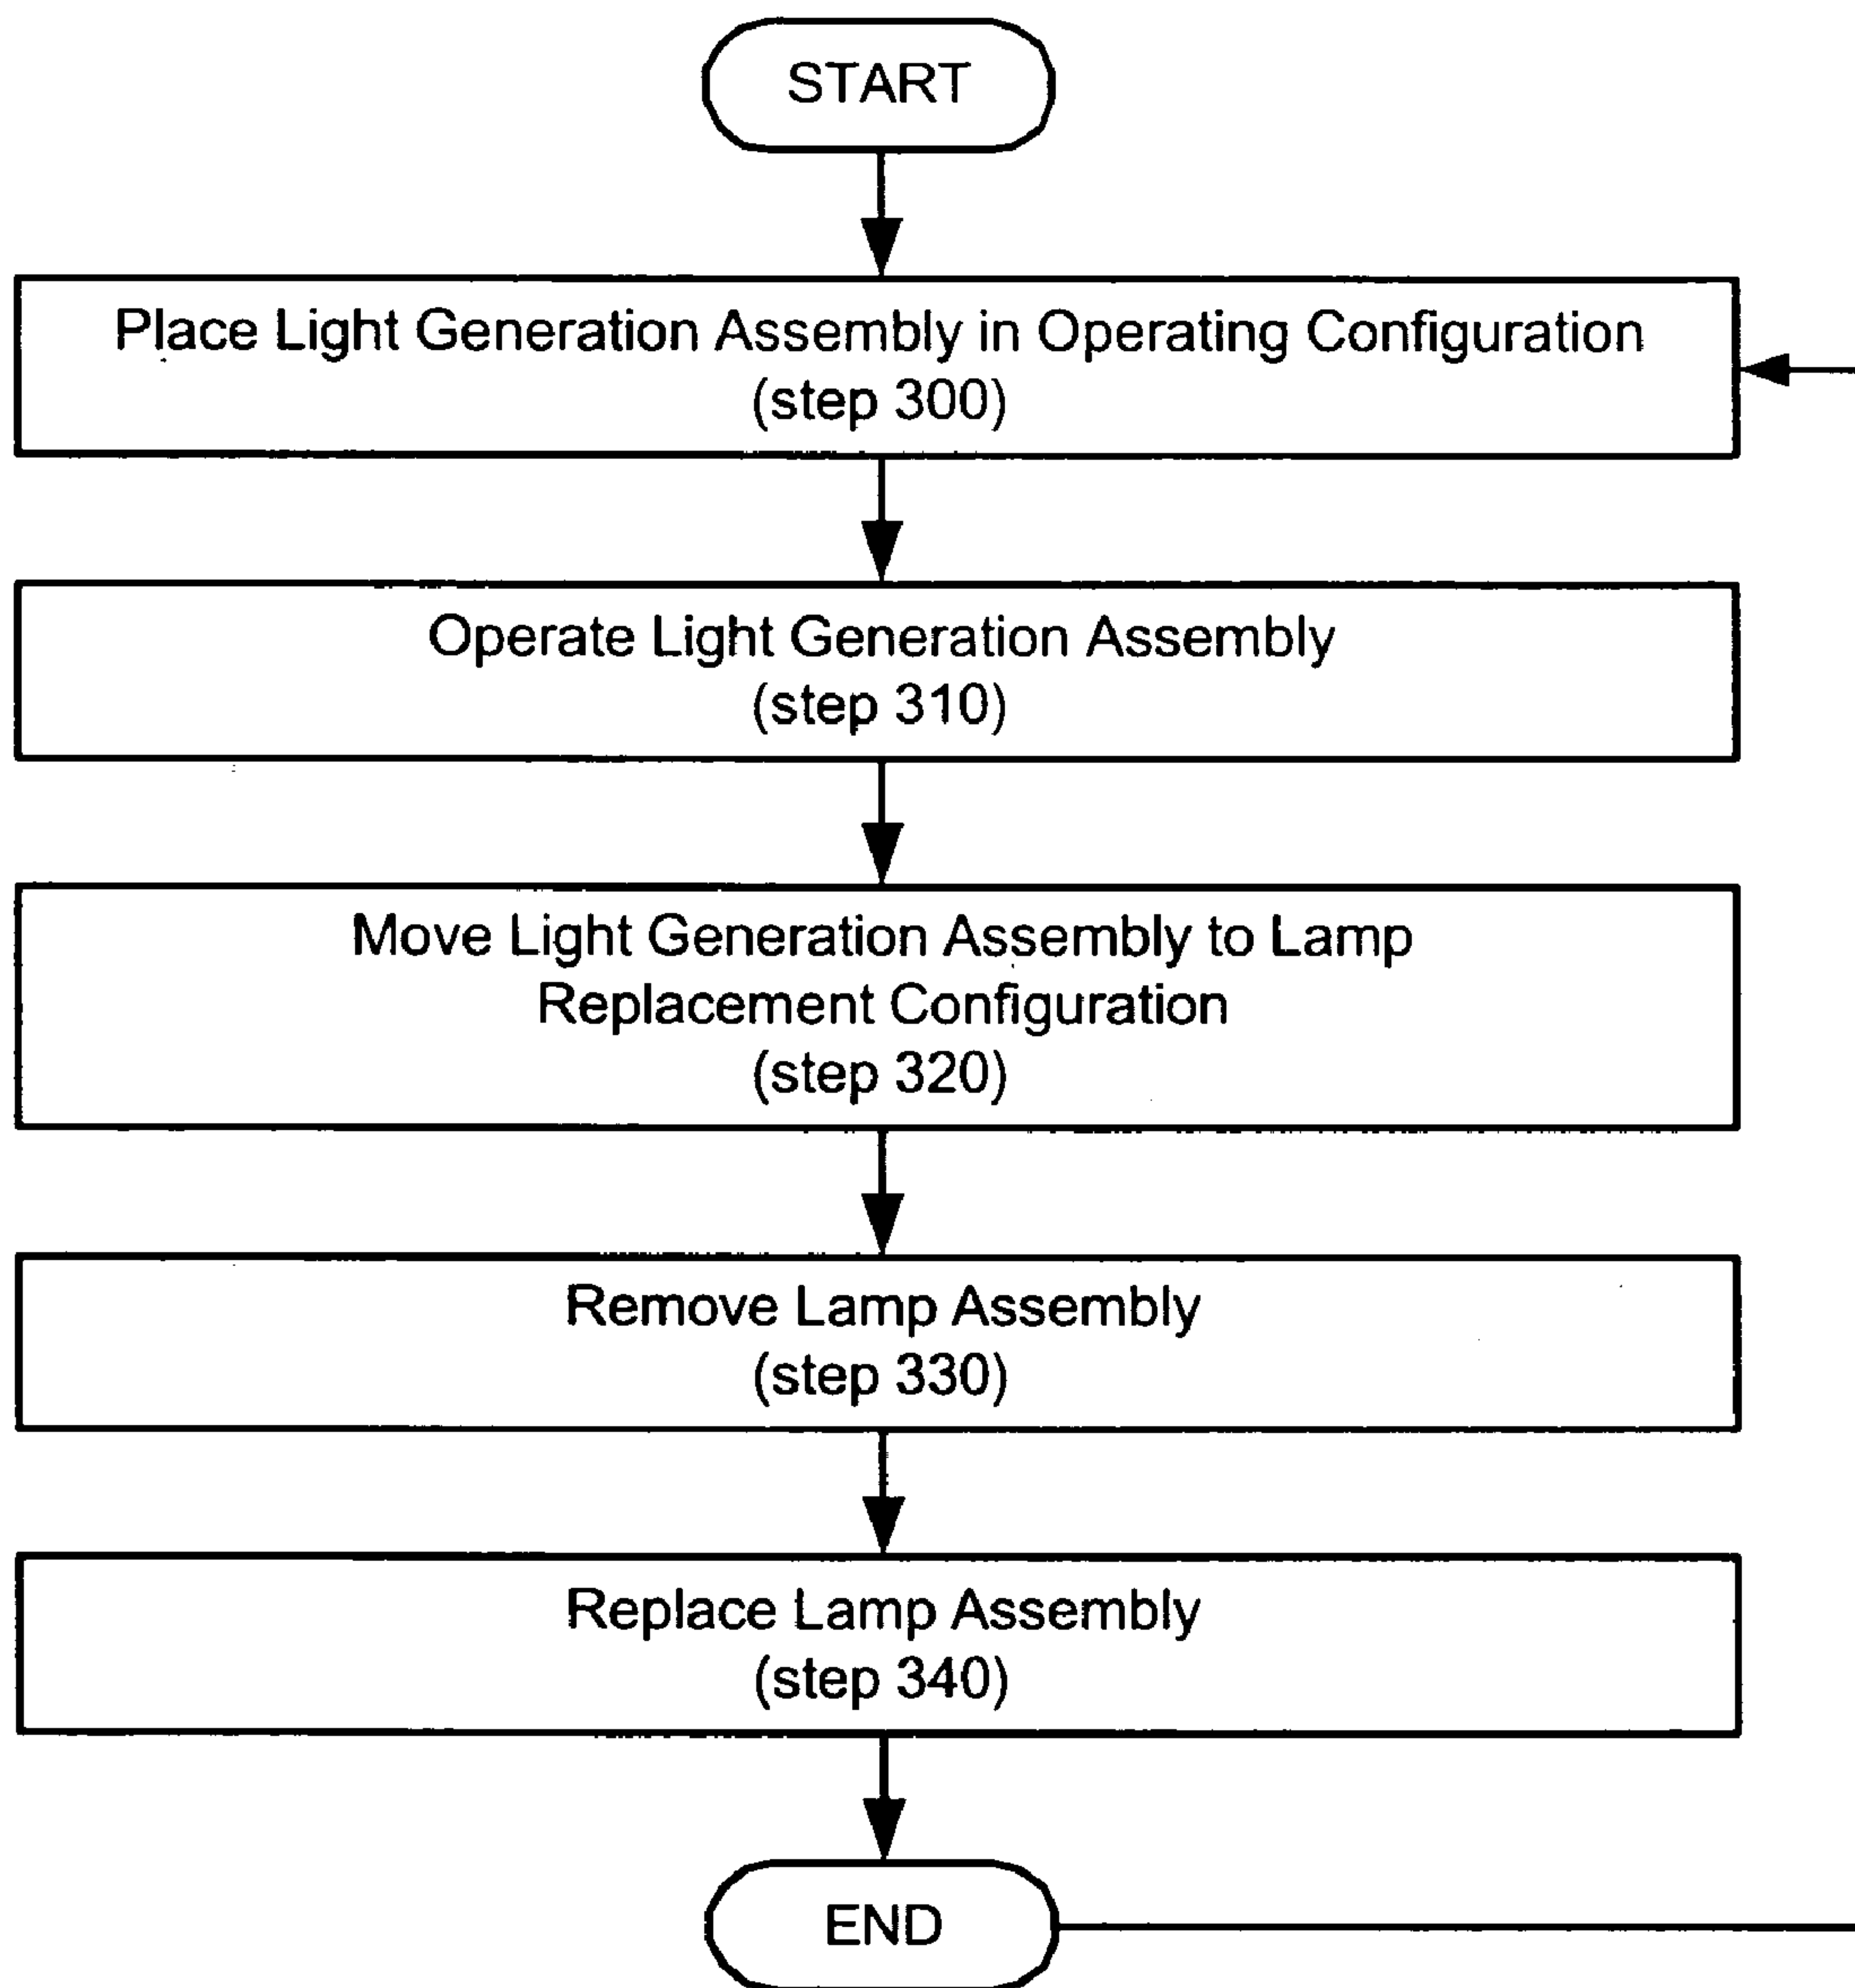 START
Place Light Generation Assembly in Operating Configuration
(step 300)
Operate Light Generation Assembly
(step 310)
Move Light Generation Assembly to Lamp
Replacement Configuration
(step 320)
Remove Lamp Assembly
(step 330)
Replace Lamp Assembly
(step 340)
END